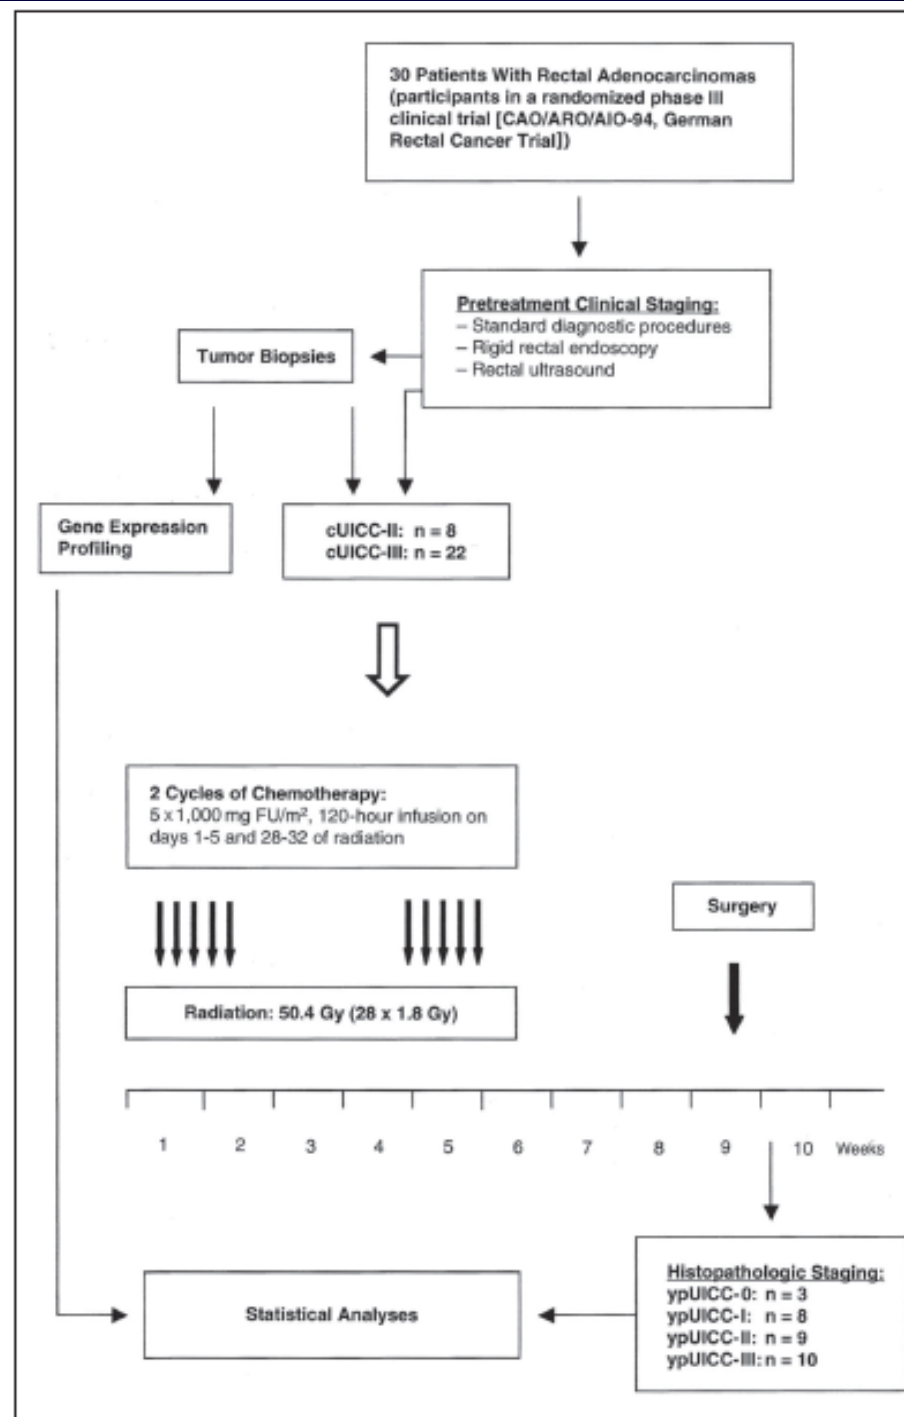 30 Patients With Rectal Adenocarcinomas
(participants in a randomized phase III
clinical trial [CAO/ARO/AIO-94, German
Rectal Cancer Trial])
Pretreatment Clinical Staging:
– Standard diagnostic procedures
– Rigid rectal endoscopy
– Rectal ultrasound
Tumor Biopsies
Gene Expression
Profiling
cUICC-II: n = 8
cUICC-III: n = 22
2 Cycles of Chemotherapy:
5 x 1,000 mg FU/m², 120-hour infusion on
days 1-5 and 28-32 of radiation
Surgery
Radiation: 50.4 Gy (28 x 1.8 Gy)
1 2 3 4 5 6 7 8 9 10 Weeks
Histopathologic Staging:
ypUICC-0: n = 3
ypUICC-I: n = 8
ypUICC-II: n = 9
ypUICC-III: n = 10
Statistical Analyses